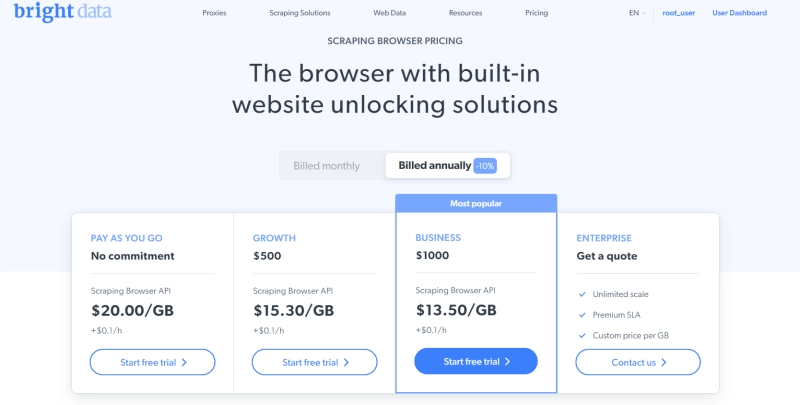 bright data
Proxies Scraping Solutions Web Data Resources Pricing EN root_user User Dashboard
SCRAPING BROWSER PRICING
The browser with built-in
website unlocking solutions
Billed monthly Billed annually -10%
Most popular
PAY AS YOU GO
No commitment
Scraping Browser API
$20.00/GB
+$0.1/h
Start free trial
GROWTH
$500
Scraping Browser API
$15.30/GB
+$0.1/h
Start free trial
BUSINESS
$1000
Scraping Browser API
$13.50/GB
+$0.1/h
Start free trial
ENTERPRISE
Get a quote
Unlimited scale
Premium SLA
Custom price per GB
Contact us